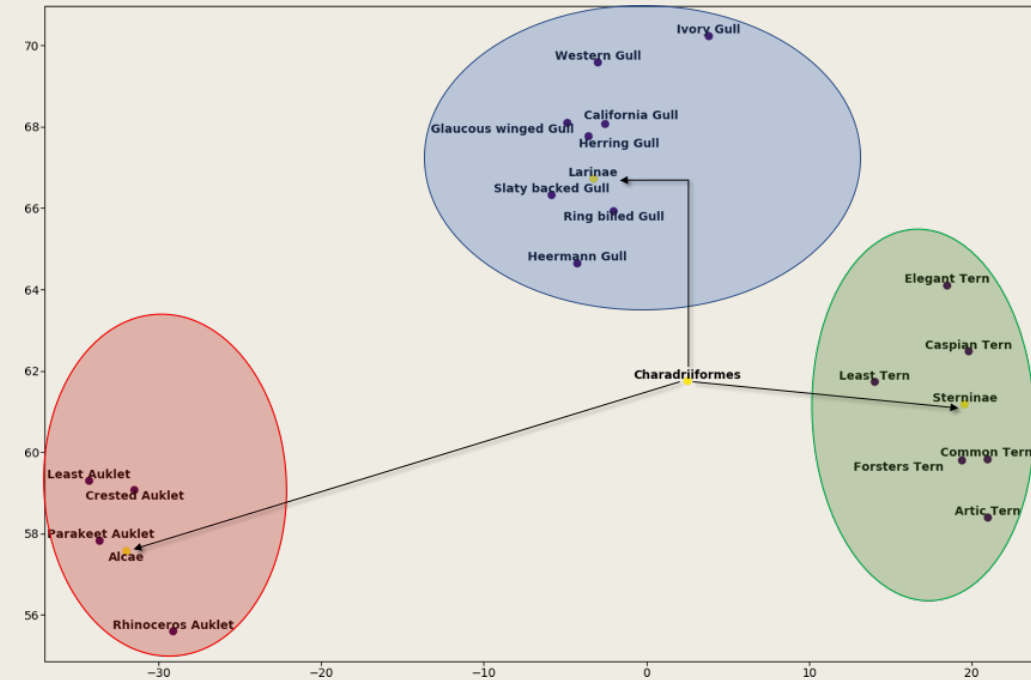 70
68
66
64
62
60
58
56
−30
−20
−10
0
10
20
Ivory Gull
Western Gull
California Gull
Glaucous winged Gull
Herring Gull
Larinae
Slaty backed Gull
Ring billed Gull
Heermann Gull
Elegant Tern
Caspian Tern
Least Tern
Charadriiformes
Sterninae
Common Tern
Forsters Tern
Artic Tern
Least Auklet
Crested Auklet
Parakeet Auklet
Alcae
Rhinoceros Auklet